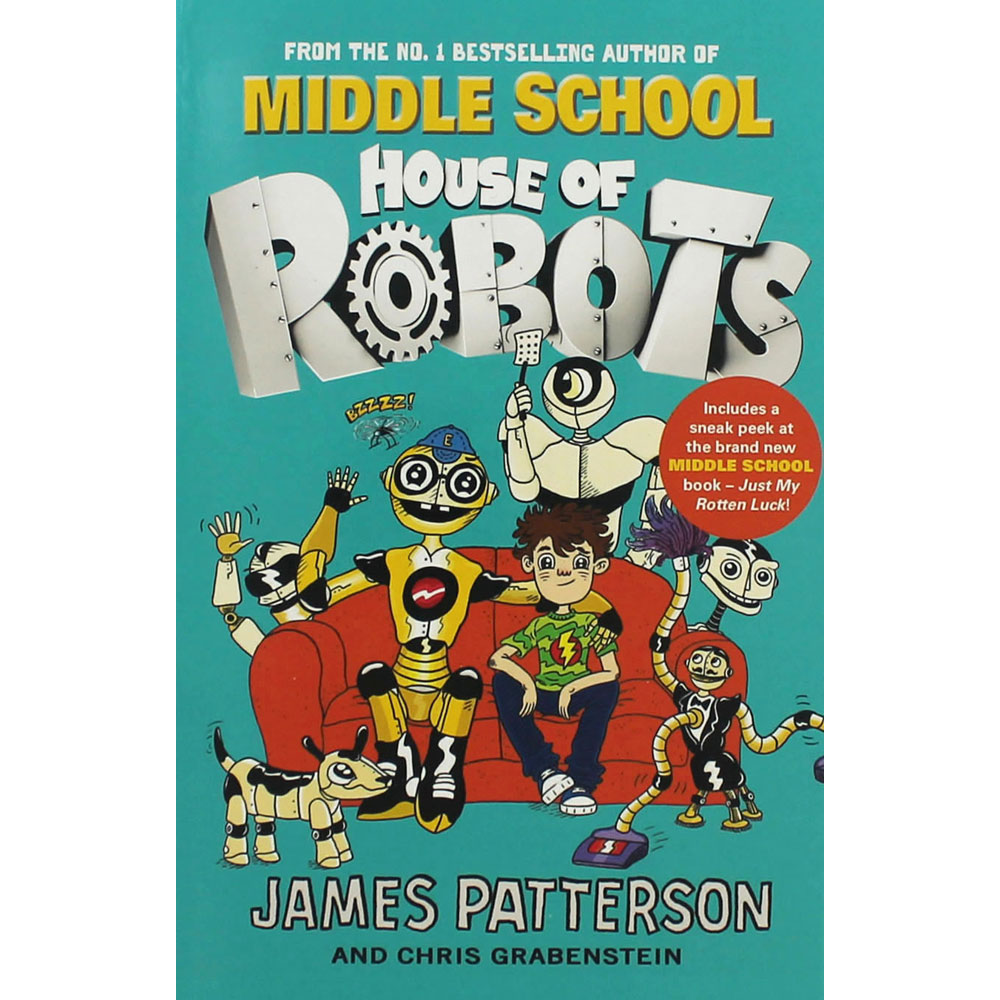 FROM THE NO. 1 BESTSELLING AUTHOR OF
MIDDLE SCHOOL
HOUSE OF
ROBOTS
BZZZZ!
E
Includes a
sneak peek at
the brand new
MIDDLE SCHOOL
book – Just My
Rotten Luck!
JAMES PATTERSON
AND CHRIS GRABENSTEIN